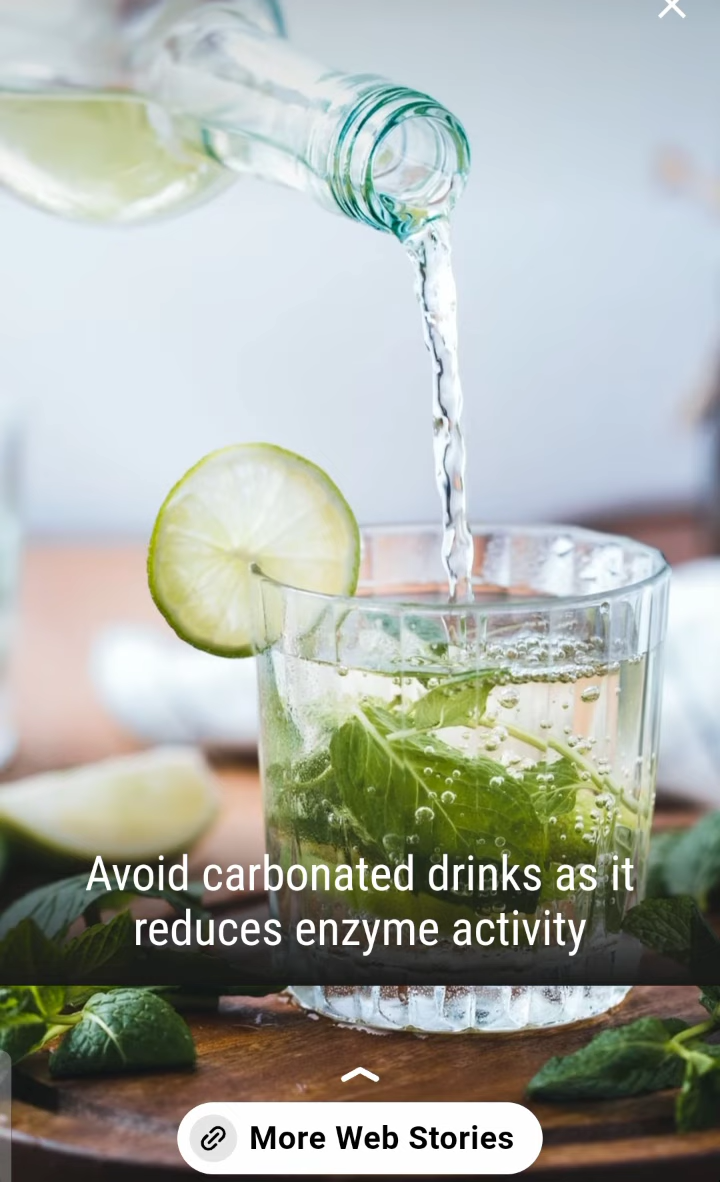 Avoid carbonated drinks as it
reduces enzyme activity
More Web Stories